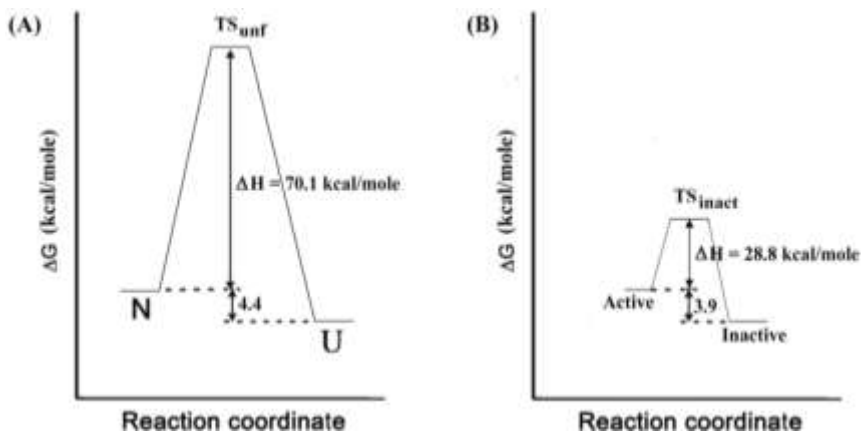 (A)
TSunf
ΔG (kcal/mole)
ΔH = 70.1 kcal/mole
N
4.4
U
Reaction coordinate
(B)
ΔG (kcal/mole)
TSinact
ΔH = 28.8 kcal/mole
Active
3.9
Inactive
Reaction coordinate